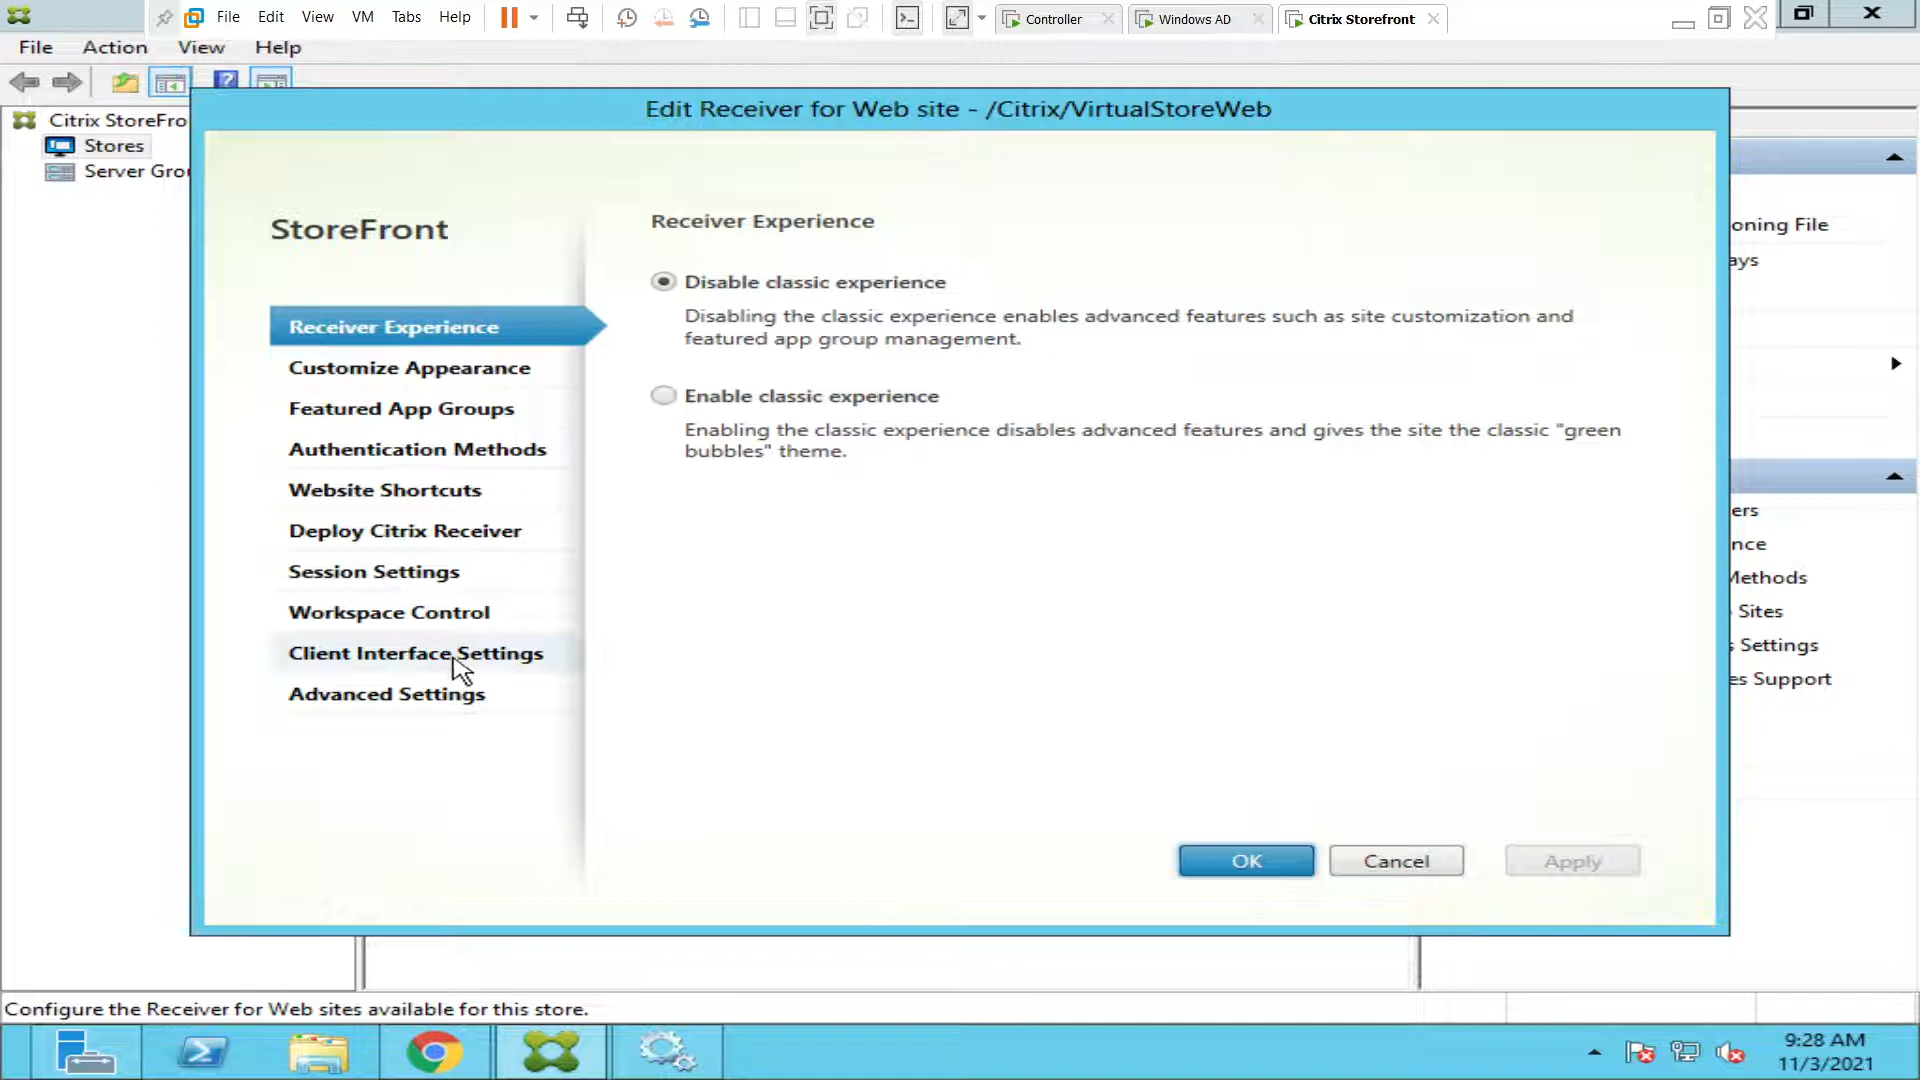 File Edit View VM Tabs Help
Controller
Windows AD
Citrix Storefront
File Action View Help
Edit Receiver for Web site - /Citrix/VirtualStoreWeb
Citrix StoreFro
Stores
Server Grou
StoreFront
Receiver Experience
Customize Appearance
Featured App Groups
Authentication Methods
Website Shortcuts
Deploy Citrix Receiver
Session Settings
Workspace Control
Client Interface Settings
Advanced Settings
Receiver Experience
Disable classic experience
Disabling the classic experience enables advanced features such as site customization and
featured app group management.
Enable classic experience
Enabling the classic experience disables advanced features and gives the site the classic "green
bubbles" theme.
OK
Cancel
Apply
oning File
ays
ers
nce
Methods
Sites
s Settings
es Support
Configure the Receiver for Web sites available for this store.
9:28 AM
11/3/2021